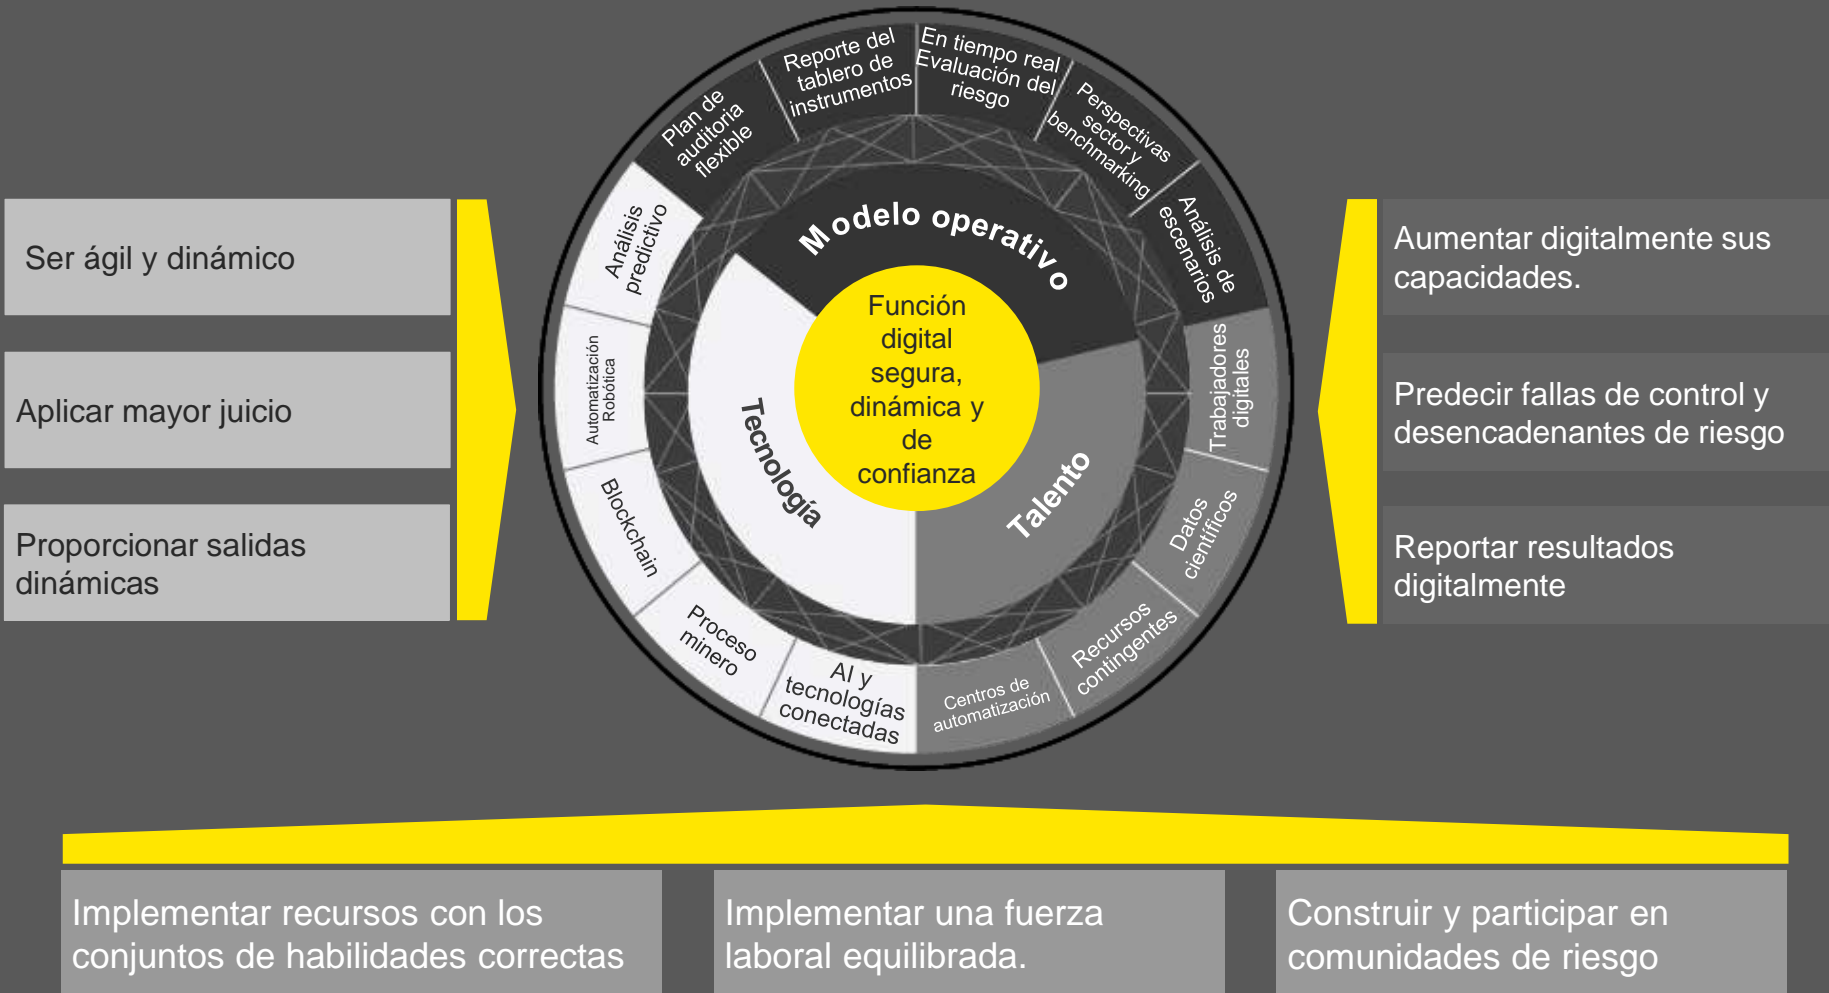 Reporte del
tablero de
instrumentos
En tiempo real
Evaluación del
riesgo
Perspectivas
sector y
benchmarking
Análisis de
escenarios
Plan de
auditoria
flexible
Análisis
predictivo
Automatización
Robótica
Blockchain
Proceso
minero
AI y
tecnologías
conectadas
Centros de
automatización
Recursos
contingentes
Datos
científicos
Trabajadores
digitales
Modelo operativo
Tecnología
Talento
Función
digital
segura,
dinámica y
de
confianza
Ser ágil y dinámico
Aplicar mayor juicio
Proporcionar salidas
dinámicas
Aumentar digitalmente sus
capacidades.
Predecir fallas de control y
desencadenantes de riesgo
Reportar resultados
digitalmente
Implementar recursos con los
conjuntos de habilidades correctas
Implementar una fuerza
laboral equilibrada.
Construir y participar en
comunidades de riesgo